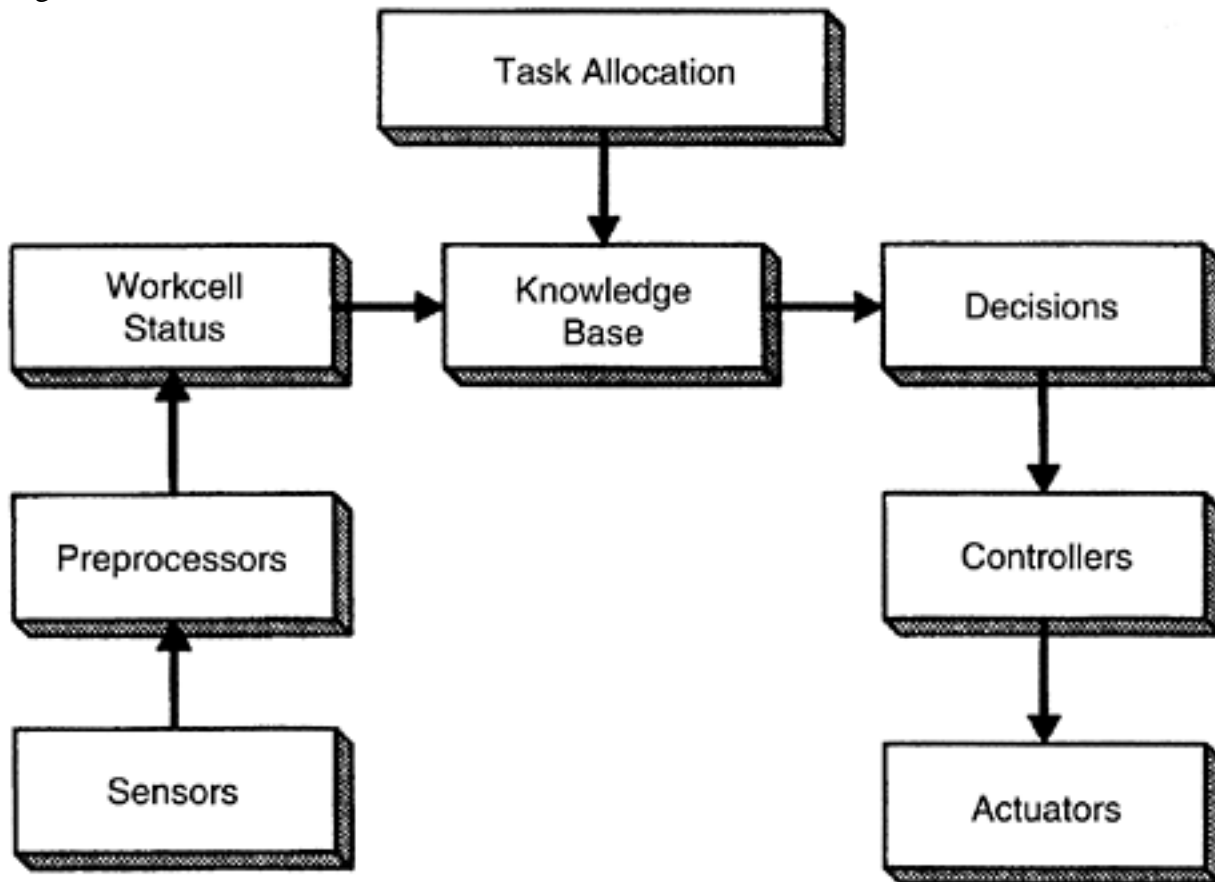 Task Allocation
Workcell
Status
Knowledge
Base
Decisions
Preprocessors
Controllers
Sensors
Actuators